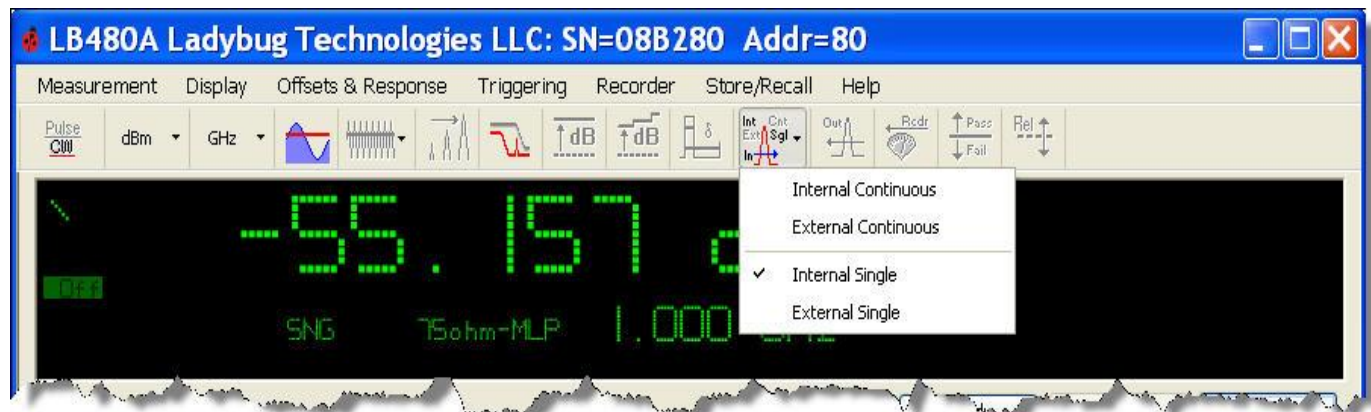 LB480A Ladybug Technologies LLC: SN=08B280 Addr=80
Measurement Display Offsets & Response Triggering Recorder Store/Recall Help
Pulse
CW
dBm
GHz
dB
dB
δ
Int Cnt
Ext Sgl
In
Out
Rcdr
Pass
Fail
Rel
-55.157
Off
SNG 75ohm-MLP 1.000
Internal Continuous
External Continuous
Internal Single
External Single